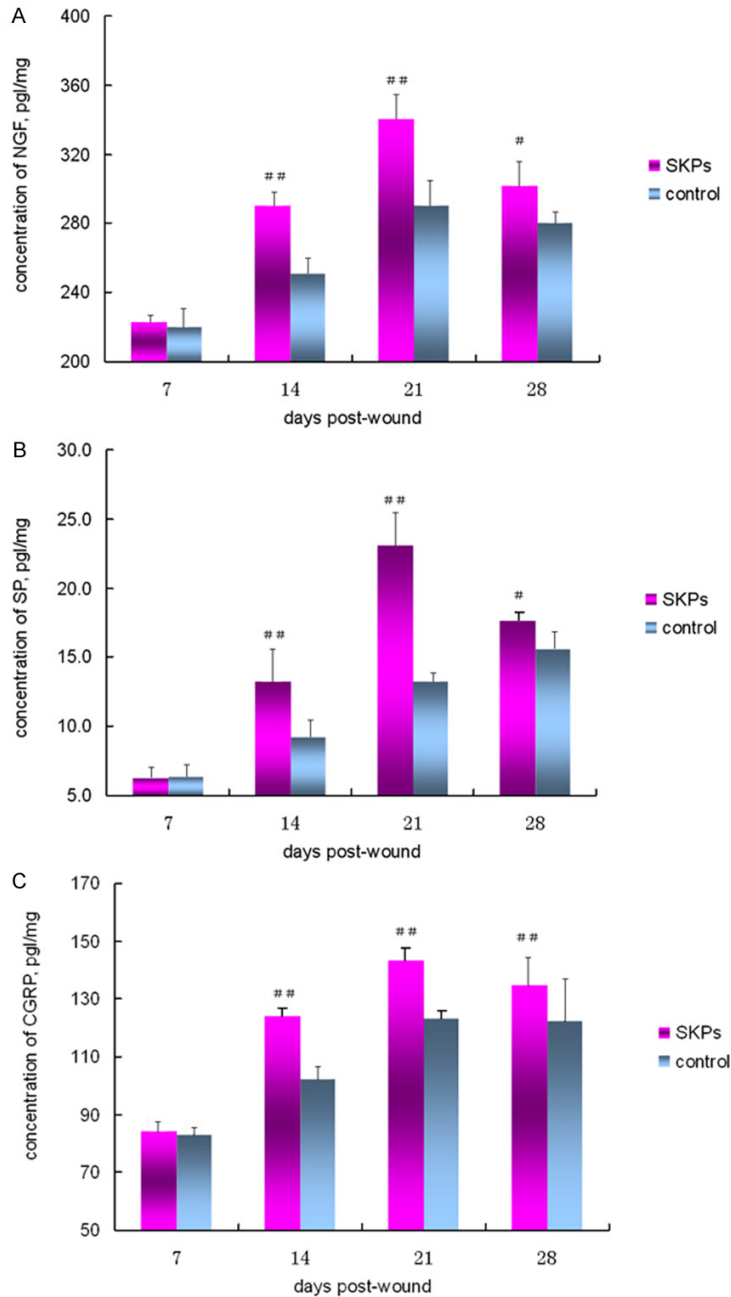 A
concentration of NGF, pgl/mg
400
360
320
280
240
200
##
##
#
7 14 21 28
days post-wound
SKPs
control
B
concentration of SP, pgl/mg
30.0
25.0
20.0
15.0
10.0
5.0
##
##
#
7 14 21 28
days post-wound
SKPs
control
C
concentration of CGRP, pgl/mg
170
150
130
110
90
70
50
##
##
##
7 14 21 28
days post-wound
SKPs
control